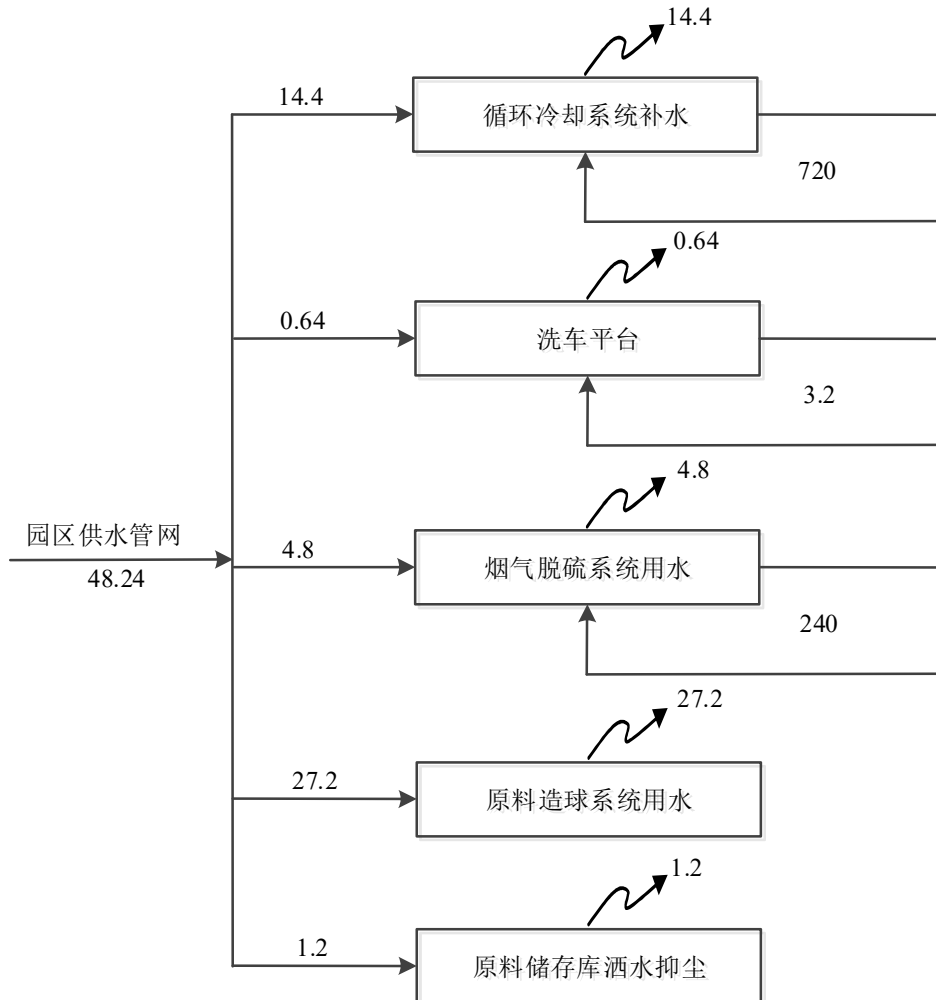 14.4
14.4
循环冷却系统补水
720
0.64
0.64
洗车平台
3.2
4.8
园区供水管网
4.8
烟气脱硫系统用水
48.24
240
27.2
27.2
原料造球系统用水
1.2
1.2
原料储存库洒水抑尘